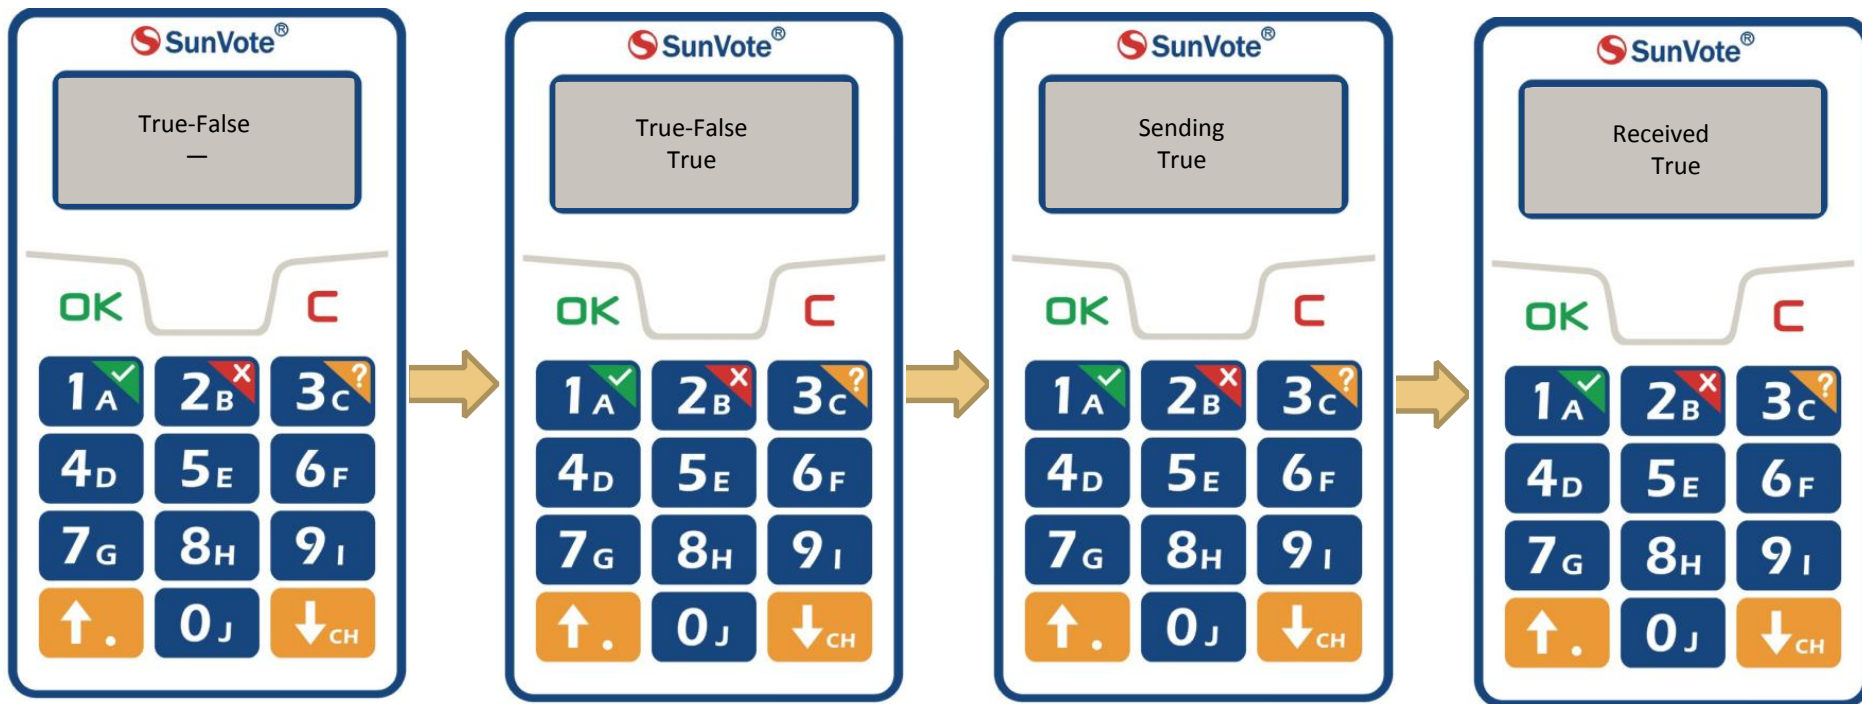 SunVote®
True-False
—
OK C
1A 2B 3C ?
4D 5E 6F
7G 8H 9I
. 0J CH
SunVote®
True-False
True
OK C
1A 2B 3C ?
4D 5E 6F
7G 8H 9I
. 0J CH
SunVote®
Sending
True
OK C
1A 2B 3C ?
4D 5E 6F
7G 8H 9I
. 0J CH
SunVote®
Received
True
OK C
1A 2B 3C ?
4D 5E 6F
7G 8H 9I
. 0J CH